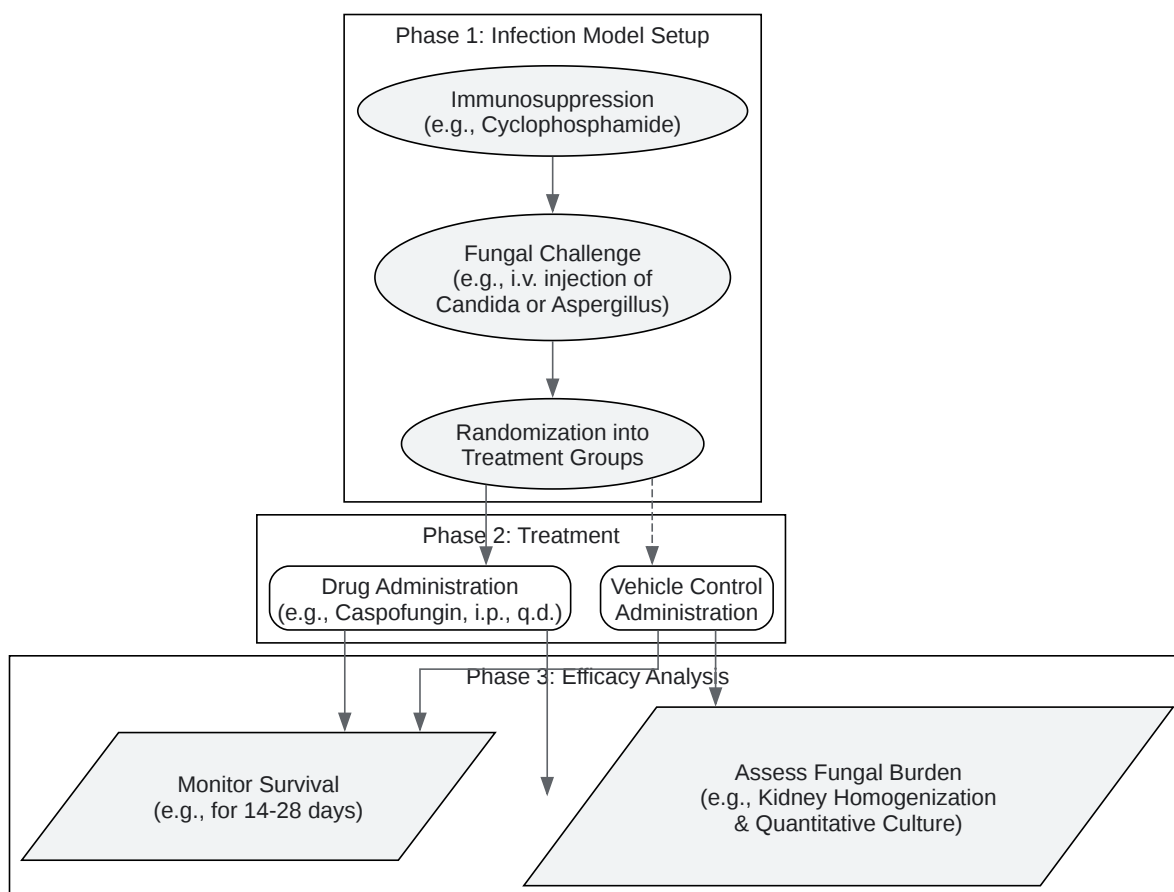 Phase 1: Infection Model Setup
Immunosuppression
(e.g., Cyclophosphamide)
Fungal Challenge
(e.g., i.v. injection of
Candida or Aspergillus)
Randomization into
Treatment Groups
Phase 2: Treatment
Drug Administration
(e.g., Caspofungin, i.p., q.d.)
Vehicle Control
Administration
Phase 3: Efficacy Analysis
Monitor Survival
(e.g., for 14-28 days)
Assess Fungal Burden
(e.g., Kidney Homogenization
& Quantitative Culture)